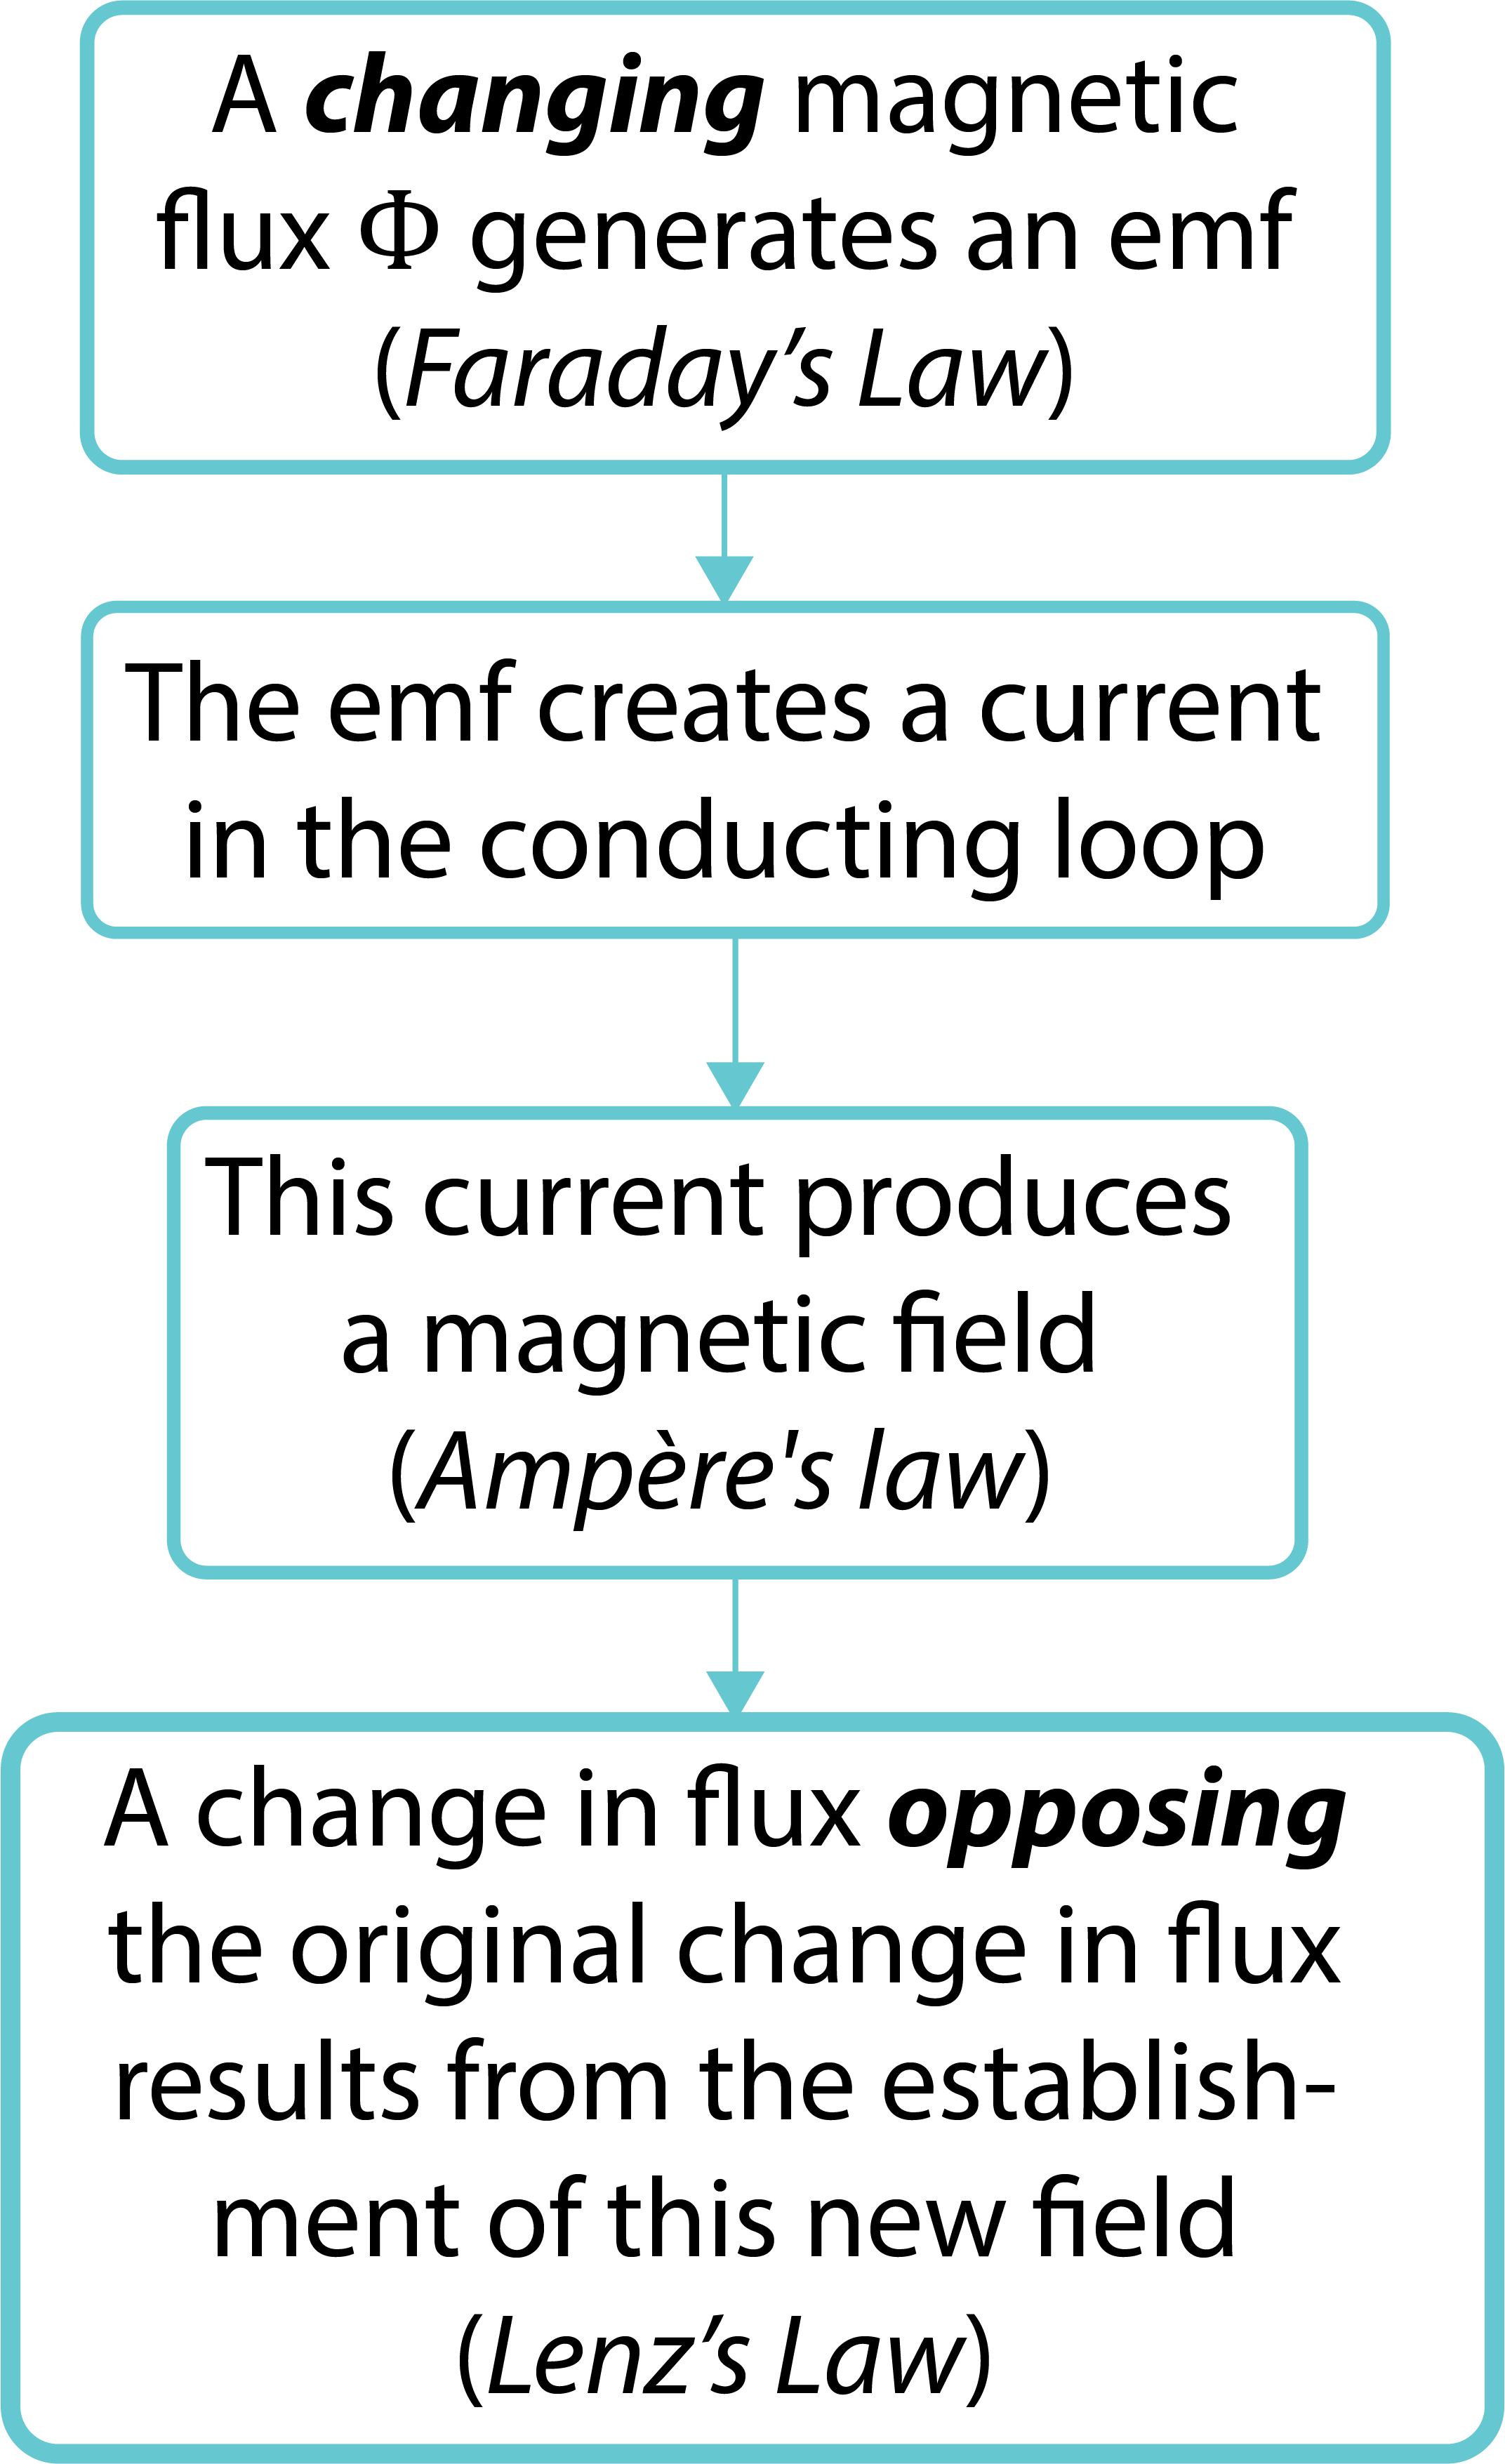 A changing magnetic
flux Φ generates an emf
(Faraday’s Law)
The emf creates a current
in the conducting loop
This current produces
a magnetic field
(Ampère's law)
A change in flux opposing
the original change in flux
results from the establish-
ment of this new field
(Lenz’s Law)